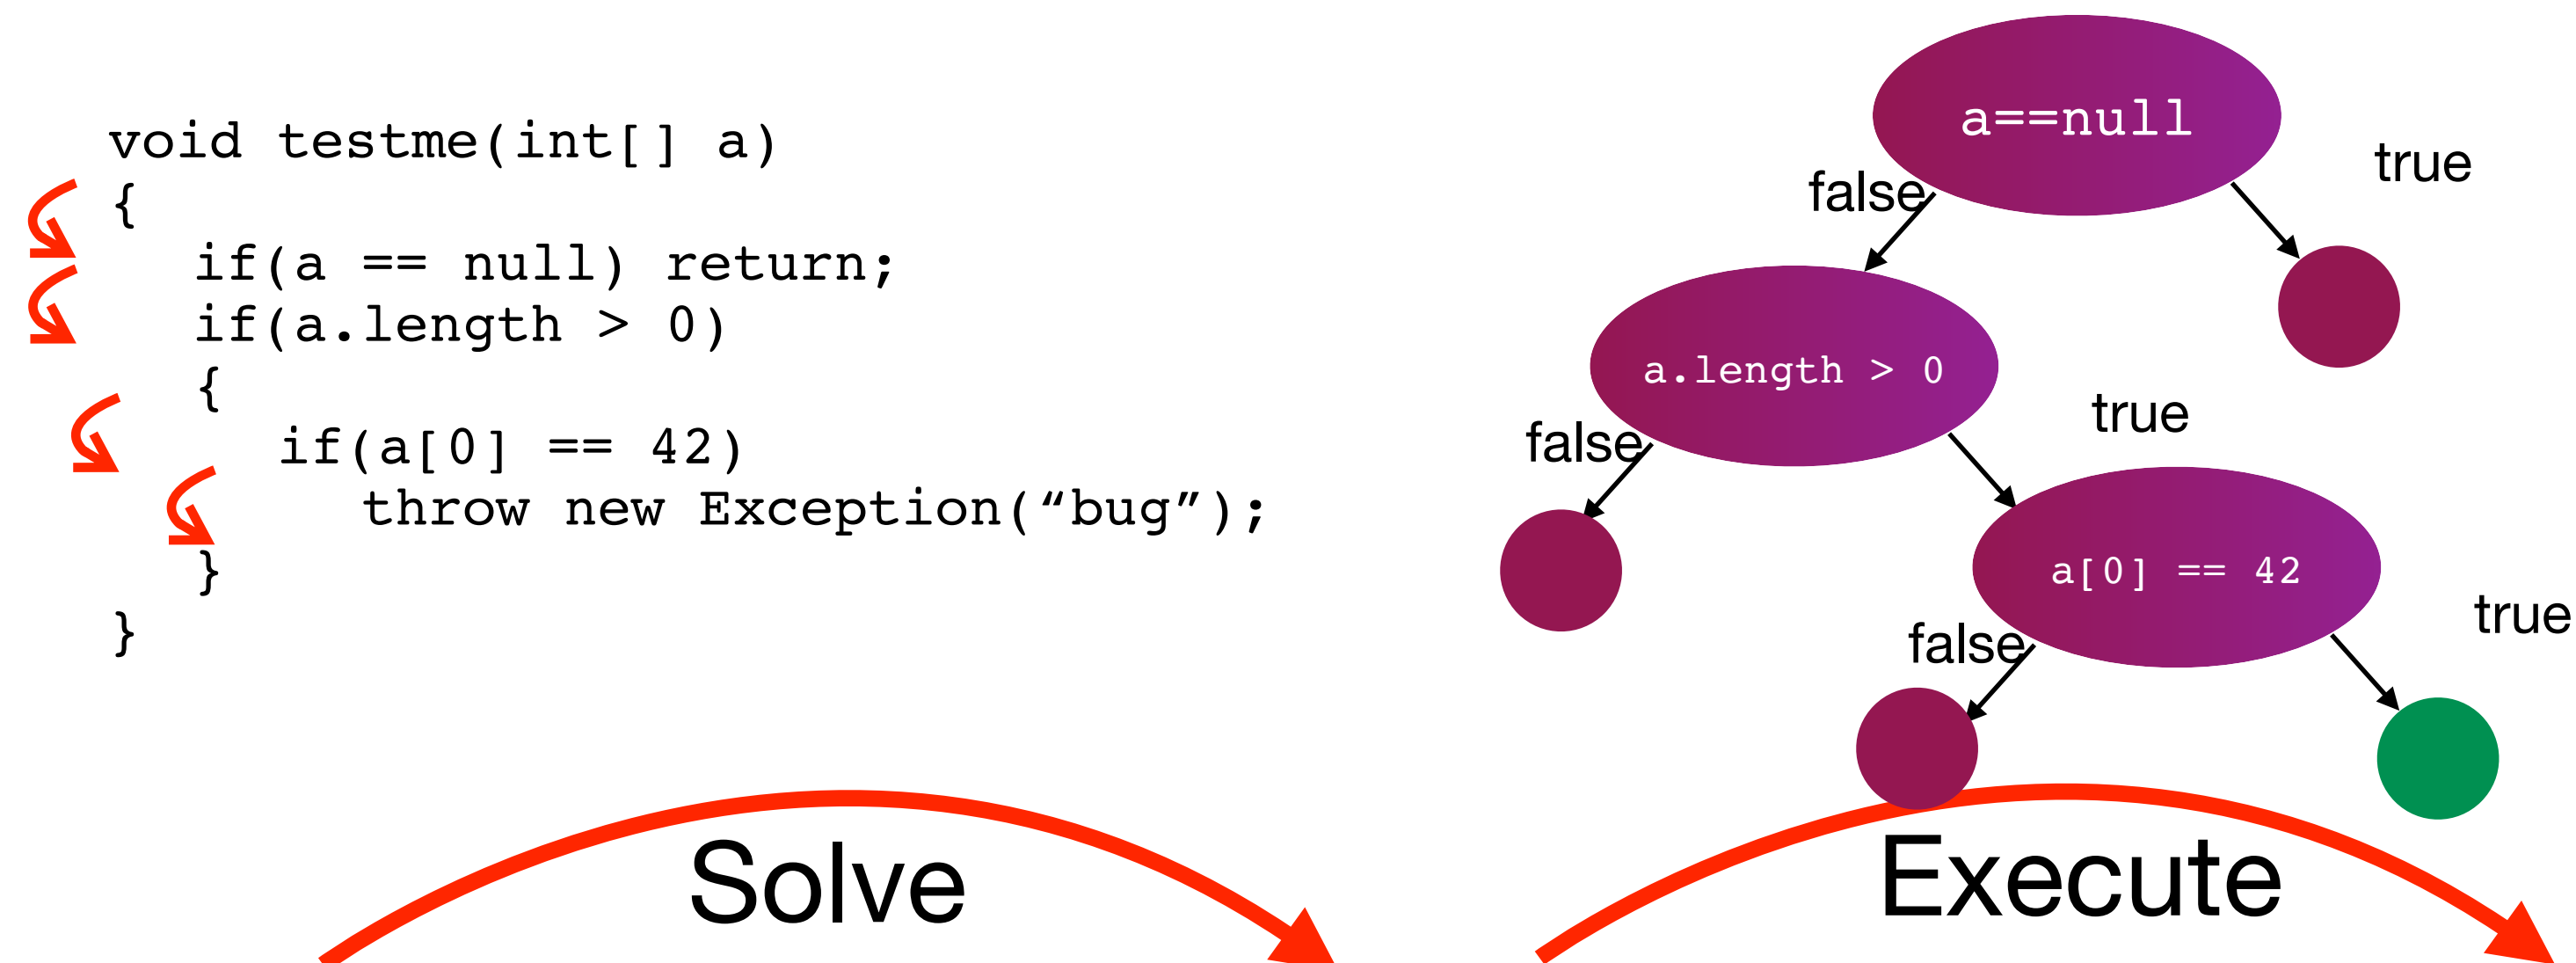 void testme(int[] a)
{
   if(a == null) return;
   if(a.length > 0)
   {
      if(a[0] == 42)
         throw new Exception(“bug”);
   }
}
a==null
false
true
a.length > 0
false
true
a[0] == 42
false
true
Solve
Execute